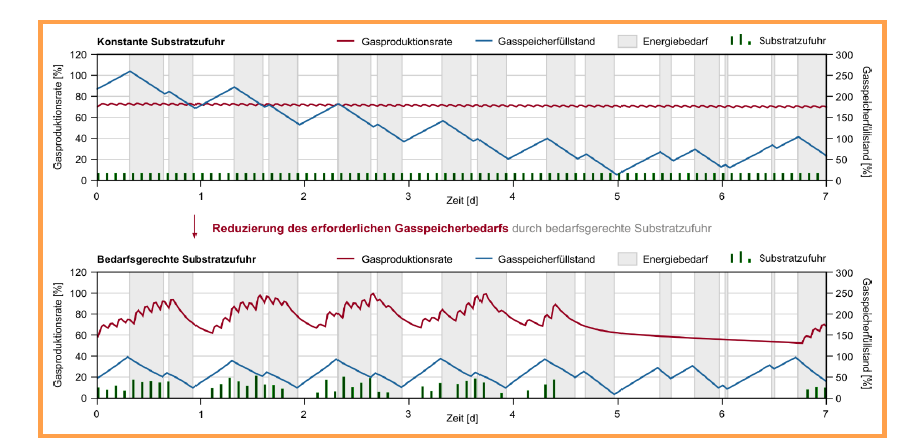 Konstante Substratzufuhr Gasproduktionsrate Gasspeicherfüllstand Energiebedarf Substratzufuhr
Gasproduktionsrate [%]
120
100
80
60
40
20
0
300
250
200
150
100
50
0
Gasspeicherfüllstand [%]
0 1 2 3 4 5 6 7
Zeit [d]
Reduzierung des erforderlichen Gasspeicherbedarfs durch bedarfsgerechte Substratzufuhr
Bedarfsgerechte Substratzufuhr Gasproduktionsrate Gasspeicherfüllstand Energiebedarf Substratzufuhr
Gasproduktionsrate [%]
120
100
80
60
40
20
0
300
250
200
150
100
50
0
Gasspeicherfüllstand [%]
0 1 2 3 4 5 6 7
Zeit [d]